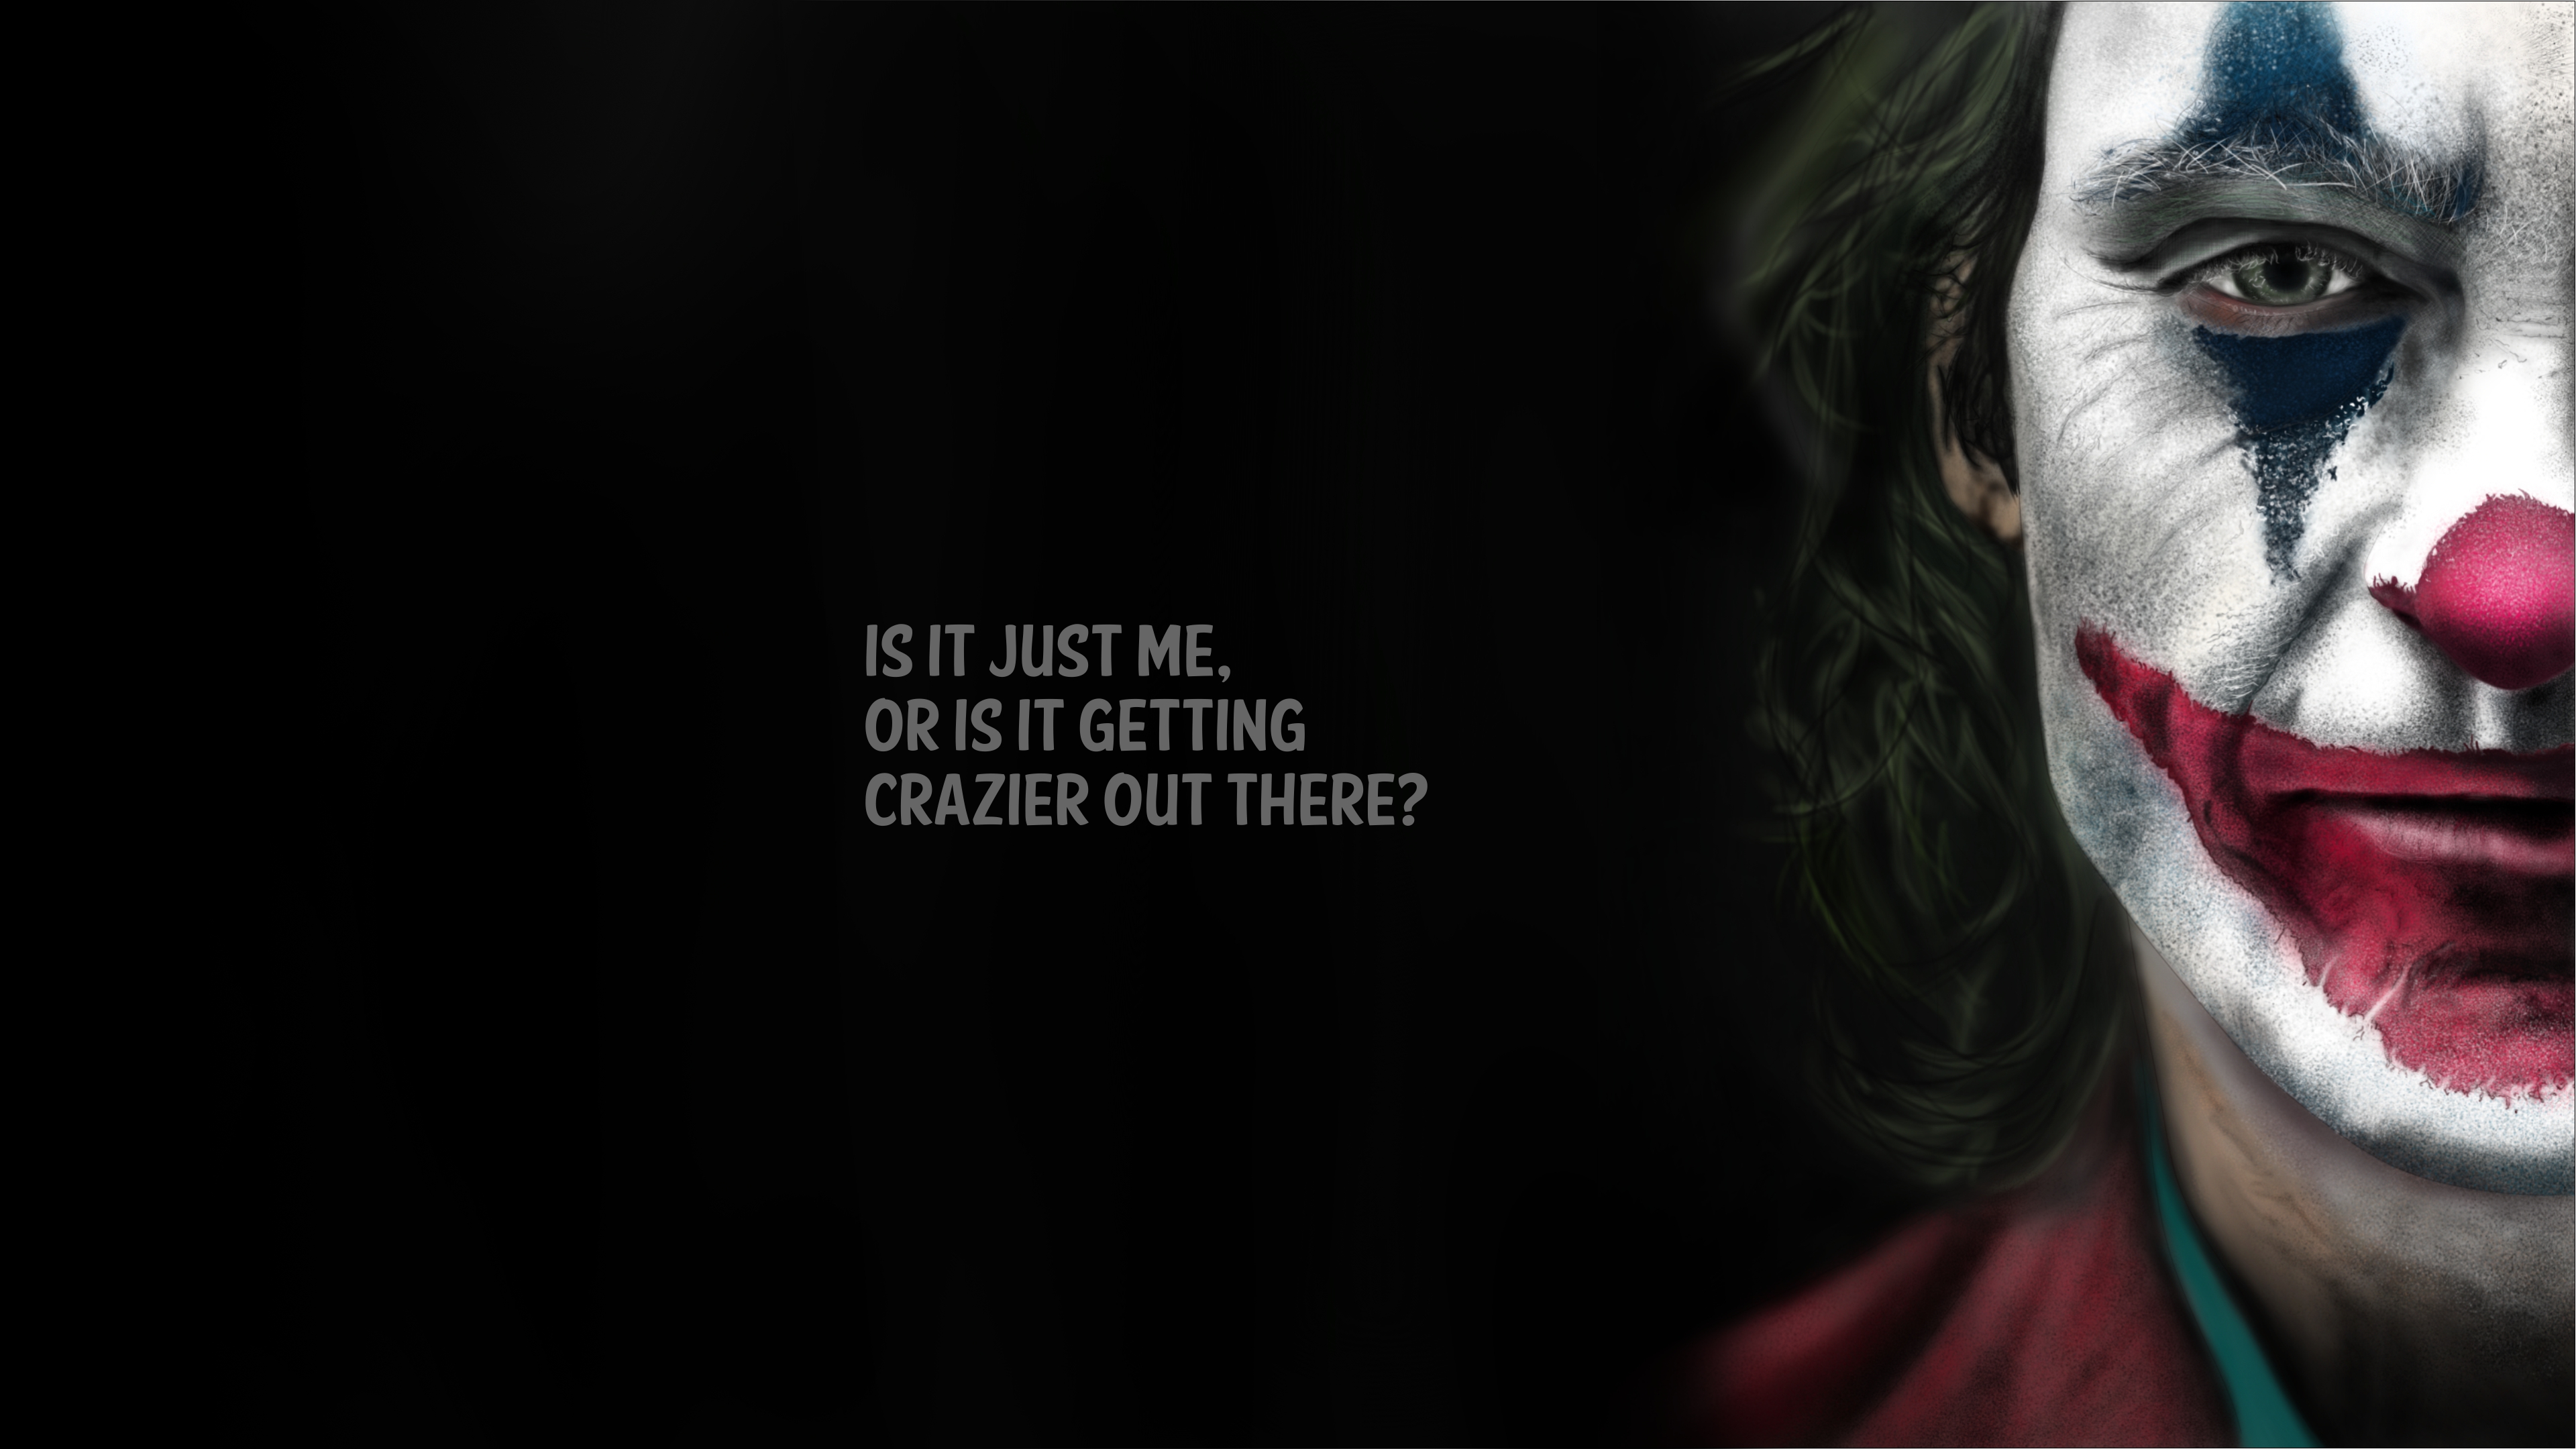 IS IT JUST ME,
OR IS IT GETTING
CRAZIER OUT THERE?